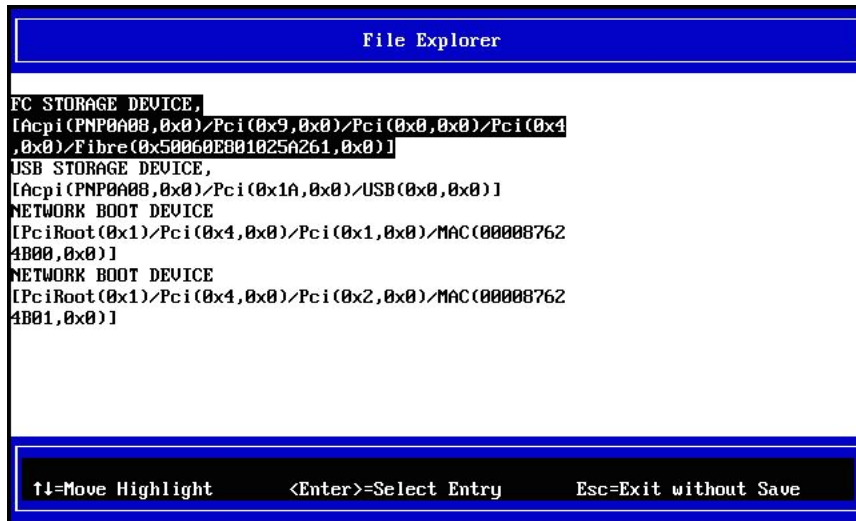 File Explorer
FC STORAGE DEVICE,
[Acpi(PNP0A08,0x0)/Pci(0x9,0x0)/Pci(0x0,0x0)/Pci(0x4
,0x0)/Fibre(0x50060E801025A261,0x0)]
USB STORAGE DEVICE,
[Acpi(PNP0A08,0x0)/Pci(0x1A,0x0)/USB(0x0,0x0)]
NETWORK BOOT DEVICE
[PciRoot(0x1)/Pci(0x4,0x0)/Pci(0x1,0x0)/MAC(00008762
4B00,0x0)]
NETWORK BOOT DEVICE
[PciRoot(0x1)/Pci(0x4,0x0)/Pci(0x2,0x0)/MAC(00008762
4B01,0x0)]
↑↓=Move Highlight <Enter>=Select Entry Esc=Exit without Save